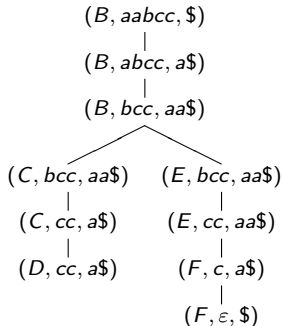 (B, aabcc, $)
(B, abcc, a$)
(B, bcc, aa$)
(C, bcc, aa$) (E, bcc, aa$)
(C, cc, a$) (E, cc, aa$)
(D, cc, a$) (F, c, a$)
(F, ε, $)